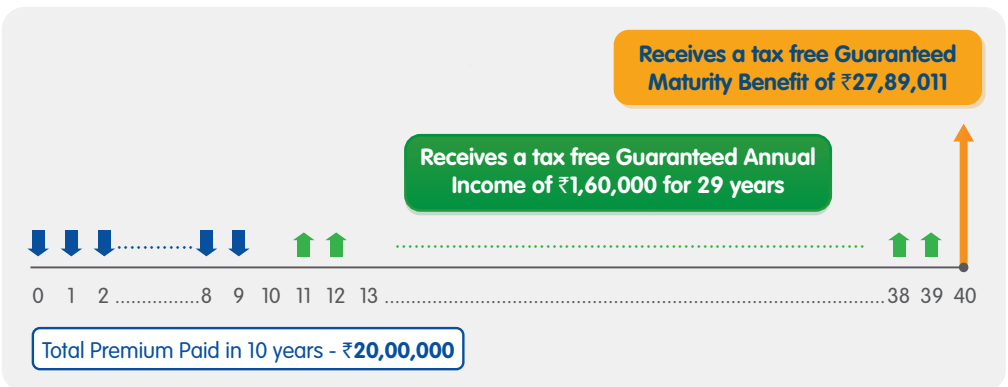 Receives a tax free Guaranteed
Maturity Benefit of ₹27,89,011
Receives a tax free Guaranteed Annual
Income of ₹1,60,000 for 29 years
0 1 2 ...............8 9 10 11 12 13 ............................................................................................38 39 40
Total Premium Paid in 10 years - ₹20,00,000